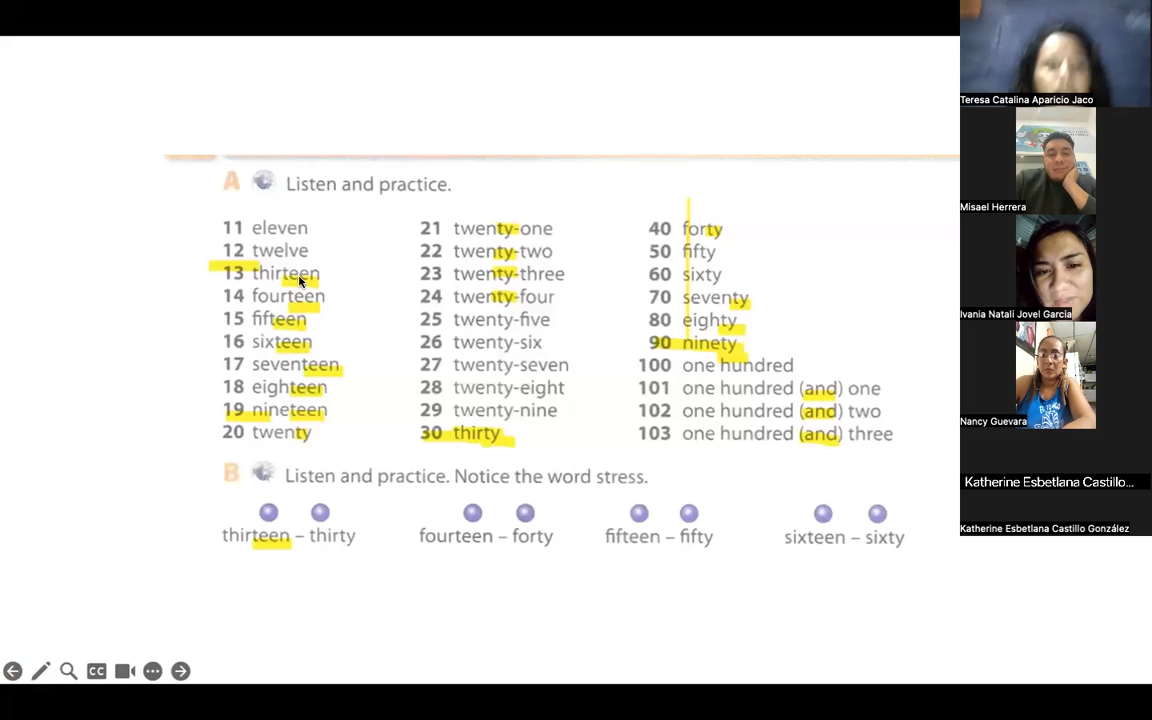 A Listen and practice.
11 eleven
12 twelve
13 thirteen
14 fourteen
15 fifteen
16 sixteen
17 seventeen
18 eighteen
19 nineteen
20 twenty
21 twenty-one
22 twenty-two
23 twenty-three
24 twenty-four
25 twenty-five
26 twenty-six
27 twenty-seven
28 twenty-eight
29 twenty-nine
30 thirty
40 forty
50 fifty
60 sixty
70 seventy
80 eighty
90 ninety
100 one hundred
101 one hundred (and) one
102 one hundred (and) two
103 one hundred (and) three
B Listen and practice. Notice the word stress.
thirteen – thirty
fourteen – forty
fifteen – fifty
sixteen – sixty
CC
Teresa Catalina Aparicio Jaco
Misael Herrera
Ivania Natali Jovel Garcia
Nancy Guevara
Katherine Esbetlana Castillo...
Katherine Esbetlana Castillo González